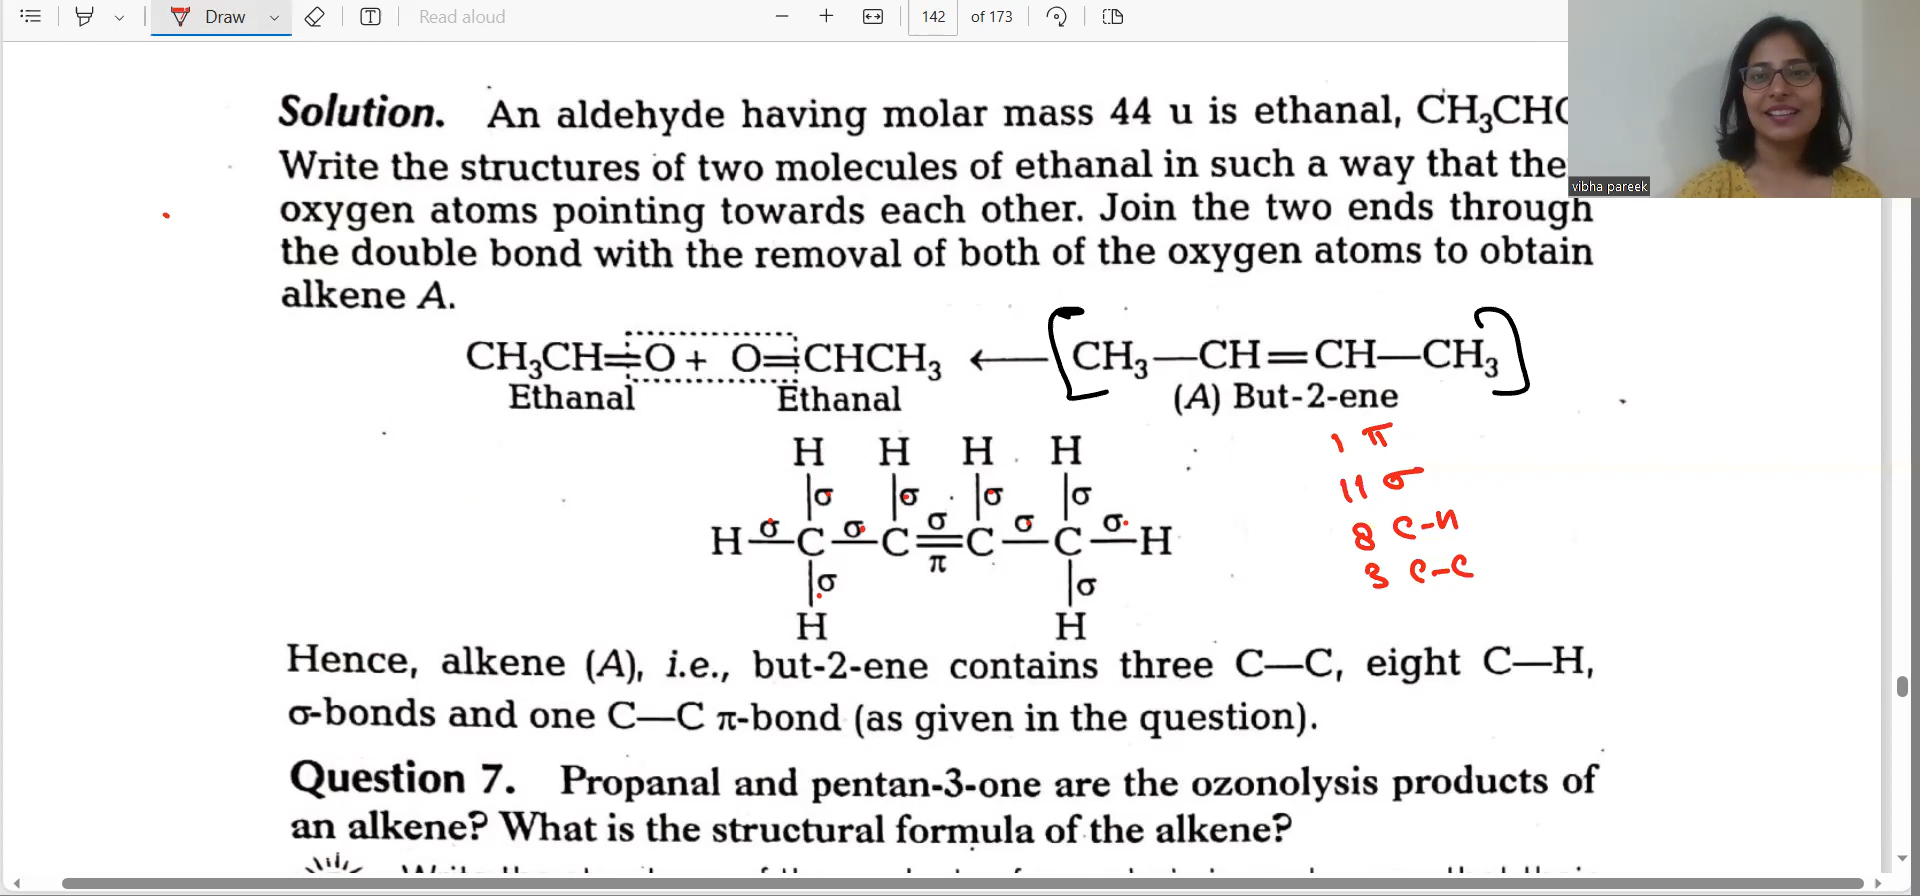 Draw
Read aloud
142 of 173
Solution. An aldehyde having molar mass 44 u is ethanal, CH₃CHO
Write the structures of two molecules of ethanal in such a way that the
oxygen atoms pointing towards each other. Join the two ends through
the double bond with the removal of both of the oxygen atoms to obtain
alkene A.
CH₃CH=O + O=CHCH₃ ← [CH₃—CH=CH—CH₃]
Ethanal Ethanal (A) But-2-ene
1 π
11 σ
8 C-H
3 C-C
H H H H
|σ |σ |σ |σ
H σ C σ C σ C σ C σ H
π
|σ |σ
H H
Hence, alkene (A), i.e., but-2-ene contains three C—C, eight C—H,
σ-bonds and one C—C π-bond (as given in the question).
Question 7. Propanal and pentan-3-one are the ozonolysis products of
an alkene? What is the structural formula of the alkene?
vibha pareek